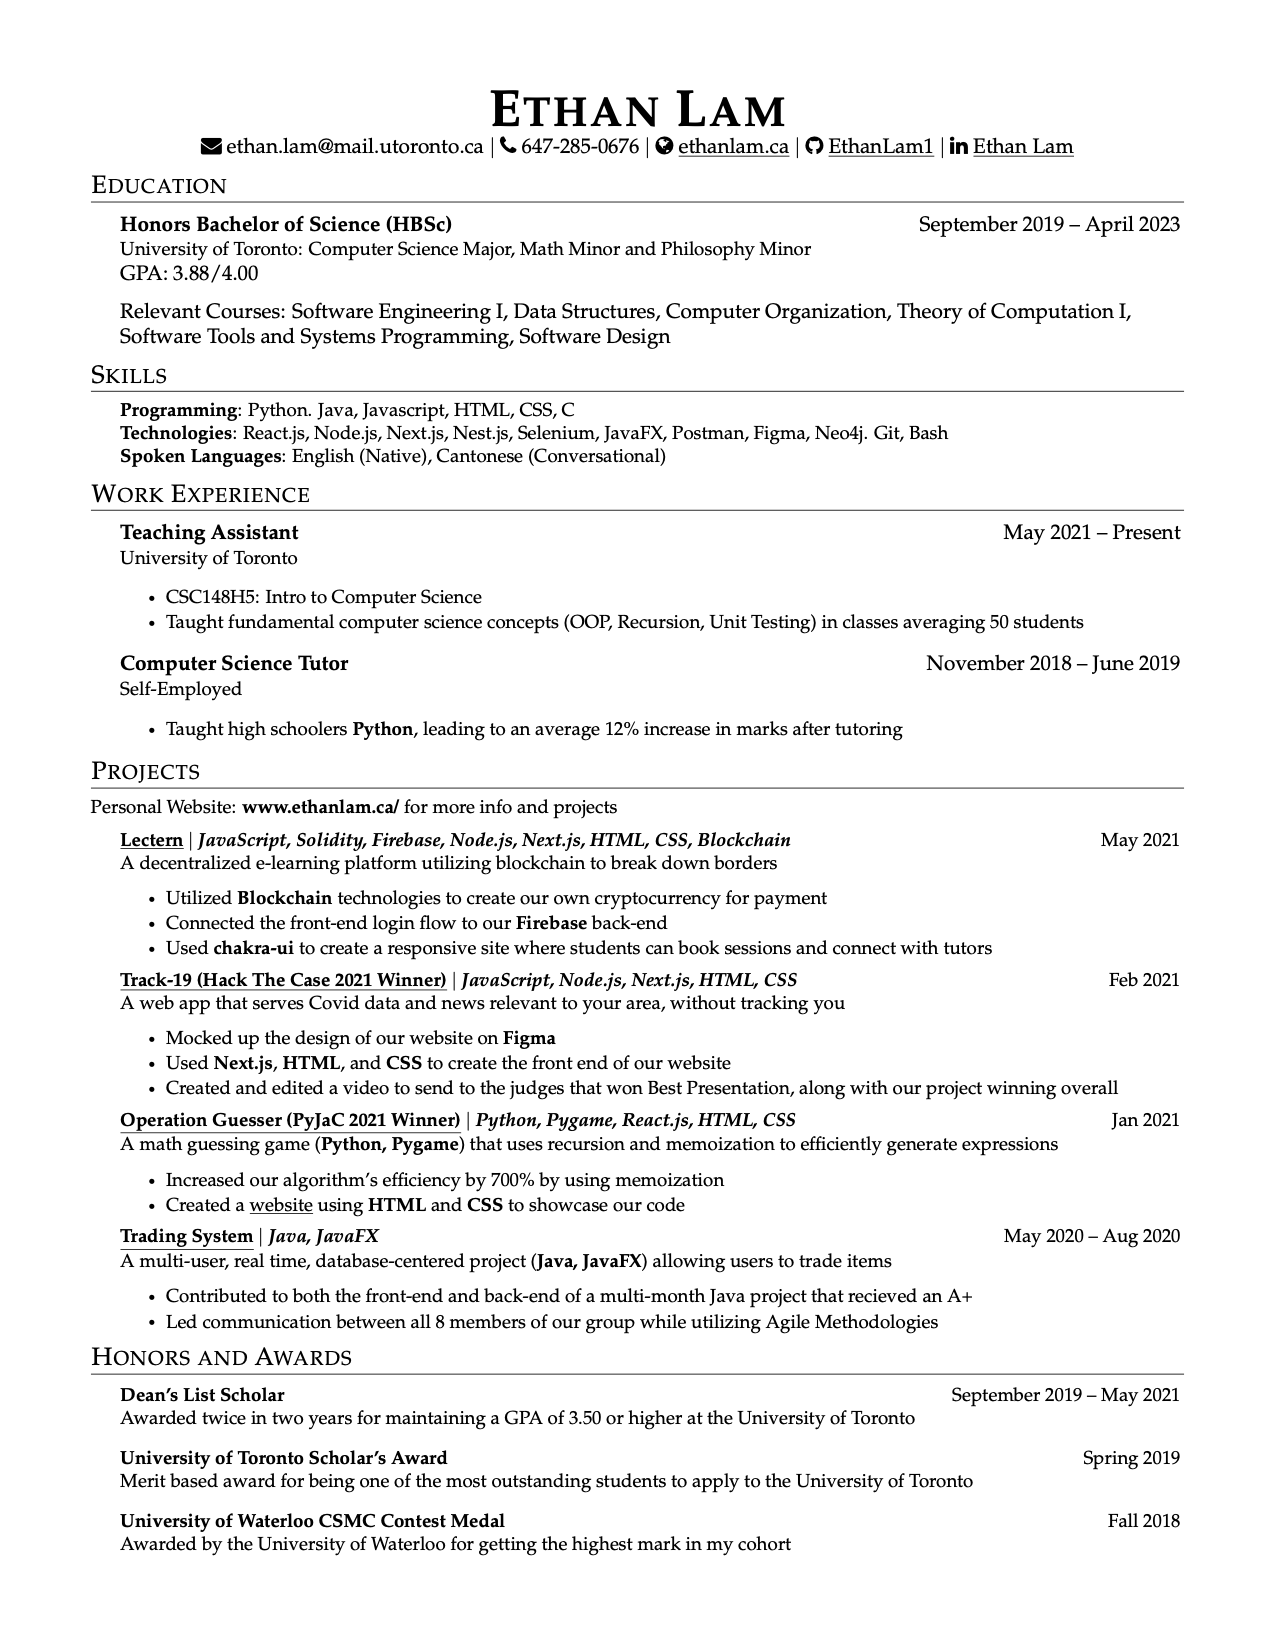 Ethan Lam
ethan.lam@mail.utoronto.ca | 647-285-0676 | ethanlam.ca | EthanLam1 | Ethan Lam
Education
Honors Bachelor of Science (HBSc) September 2019 – April 2023
University of Toronto: Computer Science Major, Math Minor and Philosophy Minor
GPA: 3.88/4.00
Relevant Courses: Software Engineering I, Data Structures, Computer Organization, Theory of Computation I,
Software Tools and Systems Programming, Software Design
Skills
Programming: Python. Java, Javascript, HTML, CSS, C
Technologies: React.js, Node.js, Next.js, Nest.js, Selenium, JavaFX, Postman, Figma, Neo4j. Git, Bash
Spoken Languages: English (Native), Cantonese (Conversational)
Work Experience
Teaching Assistant May 2021 – Present
University of Toronto
• CSC148H5: Intro to Computer Science
• Taught fundamental computer science concepts (OOP, Recursion, Unit Testing) in classes averaging 50 students
Computer Science Tutor November 2018 – June 2019
Self-Employed
• Taught high schoolers Python, leading to an average 12% increase in marks after tutoring
Projects
Personal Website: www.ethanlam.ca/ for more info and projects
Lectern | JavaScript, Solidity, Firebase, Node.js, Next.js, HTML, CSS, Blockchain May 2021
A decentralized e-learning platform utilizing blockchain to break down borders
• Utilized Blockchain technologies to create our own cryptocurrency for payment
• Connected the front-end login flow to our Firebase back-end
• Used chakra-ui to create a responsive site where students can book sessions and connect with tutors
Track-19 (Hack The Case 2021 Winner) | JavaScript, Node.js, Next.js, HTML, CSS Feb 2021
A web app that serves Covid data and news relevant to your area, without tracking you
• Mocked up the design of our website on Figma
• Used Next.js, HTML, and CSS to create the front end of our website
• Created and edited a video to send to the judges that won Best Presentation, along with our project winning overall
Operation Guesser (PyJaC 2021 Winner) | Python, Pygame, React.js, HTML, CSS Jan 2021
A math guessing game (Python, Pygame) that uses recursion and memoization to efficiently generate expressions
• Increased our algorithm's efficiency by 700% by using memoization
• Created a website using HTML and CSS to showcase our code
Trading System | Java, JavaFX May 2020 – Aug 2020
A multi-user, real time, database-centered project (Java, JavaFX) allowing users to trade items
• Contributed to both the front-end and back-end of a multi-month Java project that recieved an A+
• Led communication between all 8 members of our group while utilizing Agile Methodologies
Honors and Awards
Dean's List Scholar September 2019 – May 2021
Awarded twice in two years for maintaining a GPA of 3.50 or higher at the University of Toronto
University of Toronto Scholar's Award Spring 2019
Merit based award for being one of the most outstanding students to apply to the University of Toronto
University of Waterloo CSMC Contest Medal Fall 2018
Awarded by the University of Waterloo for getting the highest mark in my cohort